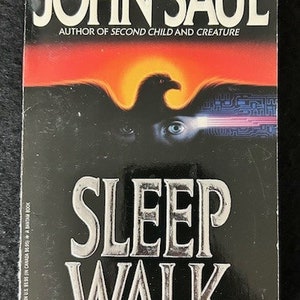 JOHN SAUL
AUTHOR OF SECOND CHILD AND CREATURE
SLEEP
WALK